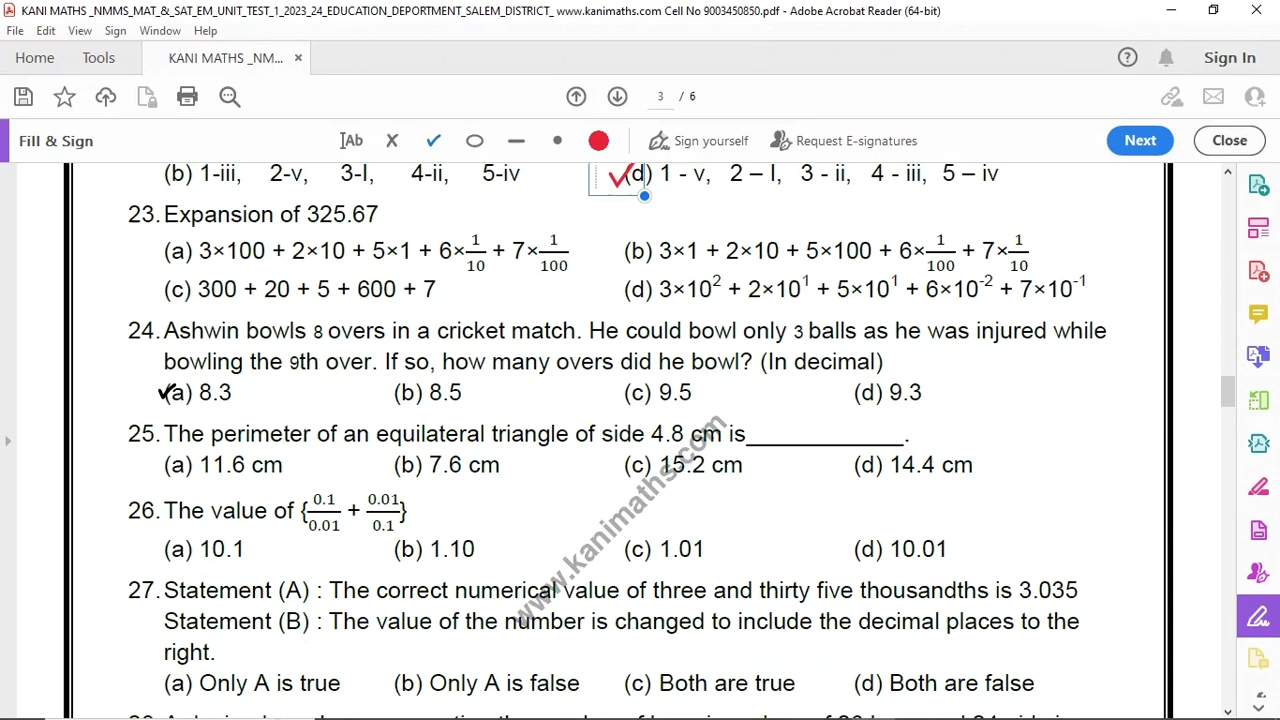 KANI MATHS _NMMS_MAT_&_SAT_EM_UNIT_TEST_1_2023_24_EDUCATION_DEPORTMENT_SALEM_DISTRICT_ www.kanimaths.com Cell No 9003450850.pdf - Adobe Acrobat Reader (64-bit)
File Edit View Sign Window Help
Home Tools KANI MATHS _NM... × Sign In
3 / 6
Fill & Sign Ab Sign yourself Request E-signatures Next Close
(b) 1-iii, 2-v, 3-I, 4-ii, 5-iv (d) 1 - v, 2 – I, 3 - ii, 4 - iii, 5 – iv
23. Expansion of 325.67
(a) 3×100 + 2×10 + 5×1 + 6×1/10 + 7×1/100 (b) 3×1 + 2×10 + 5×100 + 6×1/100 + 7×1/10
(c) 300 + 20 + 5 + 600 + 7 (d) 3×10² + 2×10¹ + 5×10¹ + 6×10⁻² + 7×10⁻¹
24. Ashwin bowls 8 overs in a cricket match. He could bowl only 3 balls as he was injured while
bowling the 9th over. If so, how many overs did he bowl? (In decimal)
(a) 8.3 (b) 8.5 (c) 9.5 (d) 9.3
25. The perimeter of an equilateral triangle of side 4.8 cm is____________.
(a) 11.6 cm (b) 7.6 cm (c) 15.2 cm (d) 14.4 cm
26. The value of {0.1/0.01 + 0.01/0.1}
(a) 10.1 (b) 1.10 (c) 1.01 (d) 10.01
27. Statement (A) : The correct numerical value of three and thirty five thousandths is 3.035
Statement (B) : The value of the number is changed to include the decimal places to the
right.
(a) Only A is true (b) Only A is false (c) Both are true (d) Both are false
www.kanimaths.com